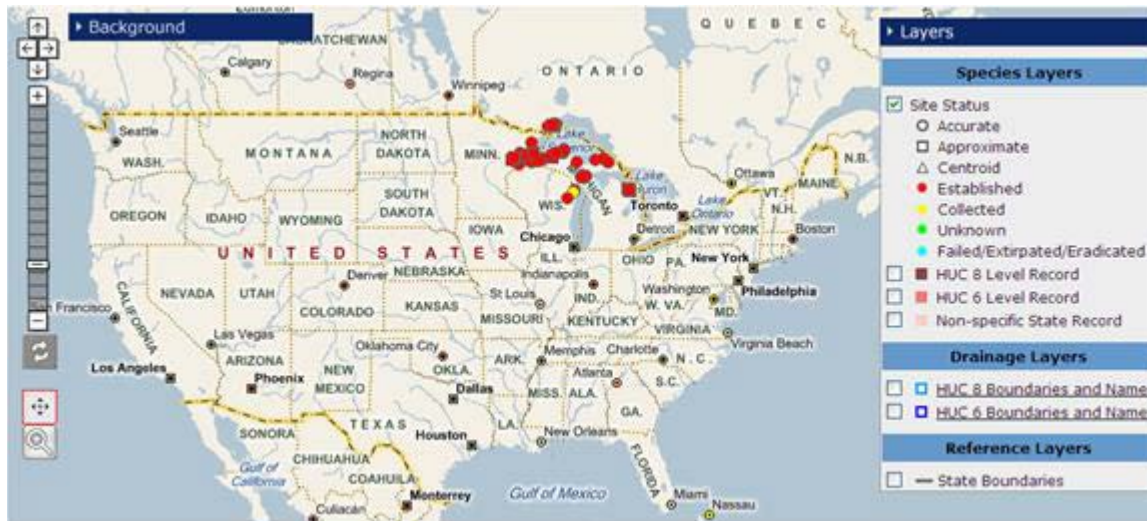 Edmonton
Background
SASKATCHEWAN
QUEBEC
Layers
Calgary
Regina
Winnipeg
ONTARIO
Species Layers
Site Status
Accurate
Approximate
Centroid
Established
Collected
Unknown
Failed/Extirpated/Eradicated
HUC 8 Level Record
HUC 6 Level Record
Non-specific State Record
Drainage Layers
HUC 8 Boundaries and Name
HUC 6 Boundaries and Name
Reference Layers
State Boundaries
Seattle
WASH.
MONTANA
NORTH
DAKOTA
MINN.
Lake
Superior
Ottawa
N.B.
MAINE
VT.
N.H.
OREGON
IDAHO
WYOMING
SOUTH
DAKOTA
WIS.
MICHIGAN
Lake
Huron
Toronto
Lake
Ontario
NEW YORK
Boston
IOWA
Chicago
Detroit
UNITED STATES
ILL.
OHIO
PA.
New York
NEVADA
UTAH
Denver
NEBRASKA
Indianapolis
Washington
Philadelphia
San Francisco
CALIFORNIA
COLORADO
KANSAS
St Louis
MISSOURI
IND.
W. VA.
MD.
KENTUCKY
VIRGINIA
Virginia Beach
Las Vegas
Los Angeles
ARIZONA
Phoenix
NEW
MEXICO
Oklahoma City
OKLA.
ARK.
Memphis
Charlotte
N. C.
Atlanta
S.C.
Dallas
MISS.
ALA.
GA.
TEXAS
LA.
Houston
New Orleans
FLORIDA
SONORA
CHIHUAHUA
COAHUILA
Gulf of
California
Monterrey
Gulf of Mexico
Miami
Nassau
Culiacán